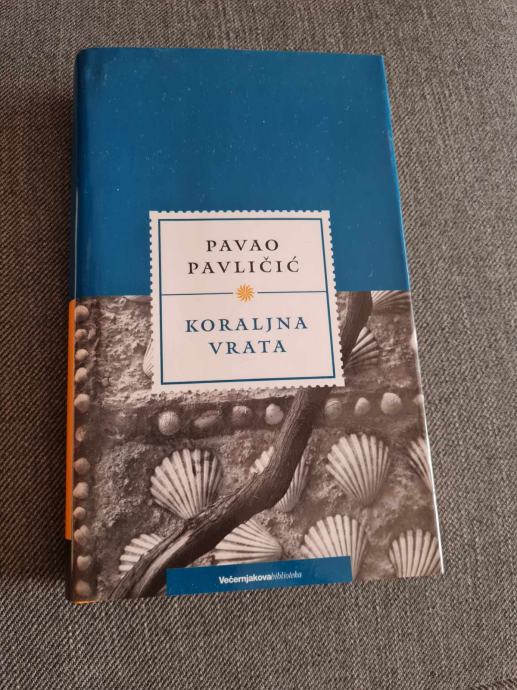 PAVAO
PAVLIČIĆ
KORALJNA
VRATA
Večernjakovabiblioteka